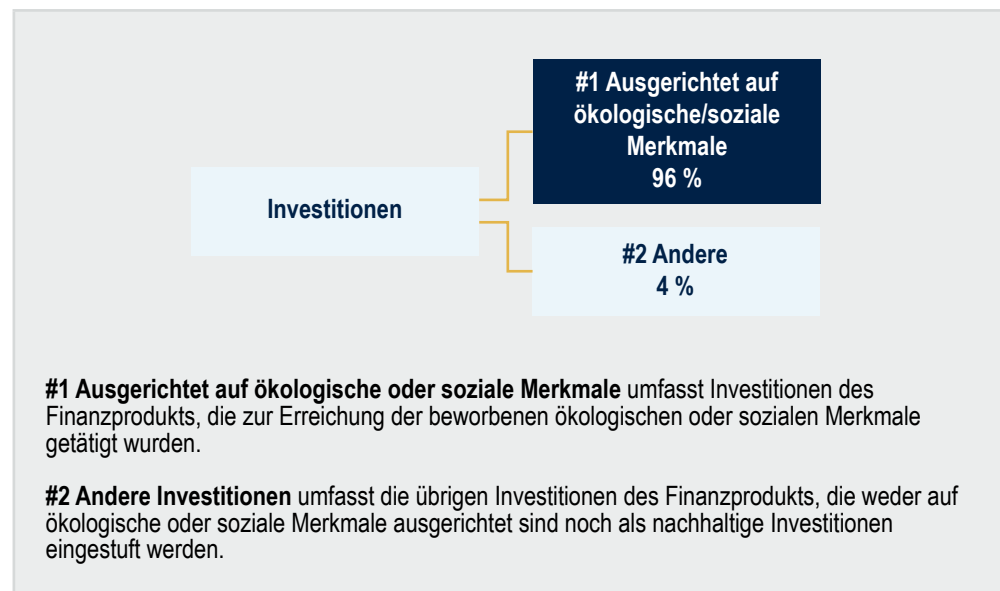 #1 Ausgerichtet auf
ökologische/soziale
Merkmale
96 %
Investitionen
#2 Andere
4 %
#1 Ausgerichtet auf ökologische oder soziale Merkmale umfasst Investitionen des
Finanzprodukts, die zur Erreichung der beworbenen ökologischen oder sozialen Merkmale
getätigt wurden.
#2 Andere Investitionen umfasst die übrigen Investitionen des Finanzprodukts, die weder auf
ökologische oder soziale Merkmale ausgerichtet sind noch als nachhaltige Investitionen
eingestuft werden.